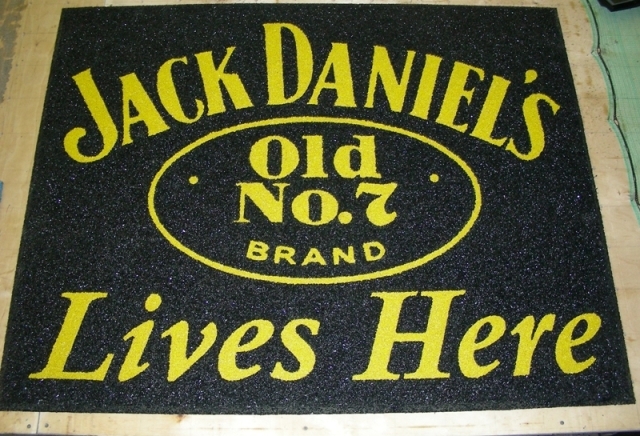 JACK DANIEL'S
Old
No.7
BRAND
Lives Here